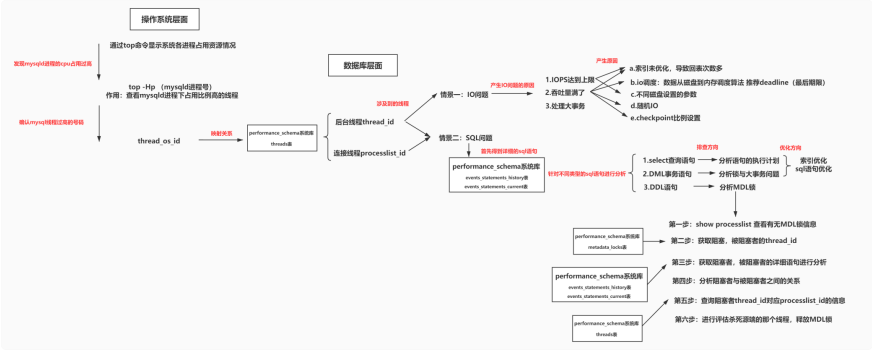 操作系统层面
通过top命令显示系统各进程占用资源情况
发现mysqld进程的cpu占用过高
top -Hp （mysqld进程号）
作用：查看mysqld进程下占用比例高的线程
确认mysql线程过高的号码
thread_os_id
映射关系
performance_schema系统库
threads表
数据库层面
涉及到的线程
后台线程thread_id
连接线程processlist_id
情景一：IO问题
产生IO问题的原因
1.IOPS达到上限
2.吞吐量满了
3.处理大事务
产生原因
a.索引未优化，导致回表次数多
b.io调度：数据从磁盘到内存调度算法 推荐deadline（最后期限）
c.不同磁盘设置的参数
d.随机IO
e.checkpoint比例设置
情景二：SQL问题
首先得到详细的sql语句
performance_schema系统库
events_statements_history表
events_statements_current表
针对不同类型的sql语句进行分析
排查方向
优化方向
1.select查询语句
分析语句的执行计划
2.DML事务语句
分析锁与大事务问题
3.DDL语句
分析MDL锁
索引优化
sql语句优化
第一步：show processlist 查看有无MDL锁信息
performance_schema系统库
metadata_locks表
第二步：获取阻塞，被阻塞者的thread_id
performance_schema系统库
events_statements_history表
events_statements_current表
第三步：获取阻塞者，被阻塞者的详细语句进行分析
第四步：分析阻塞者与被阻塞者之间的关系
performance_schema系统库
threads表
第五步：查询阻塞者thread_id对应processlist_id的信息
第六步：进行评估杀死源端的那个线程，释放MDL锁